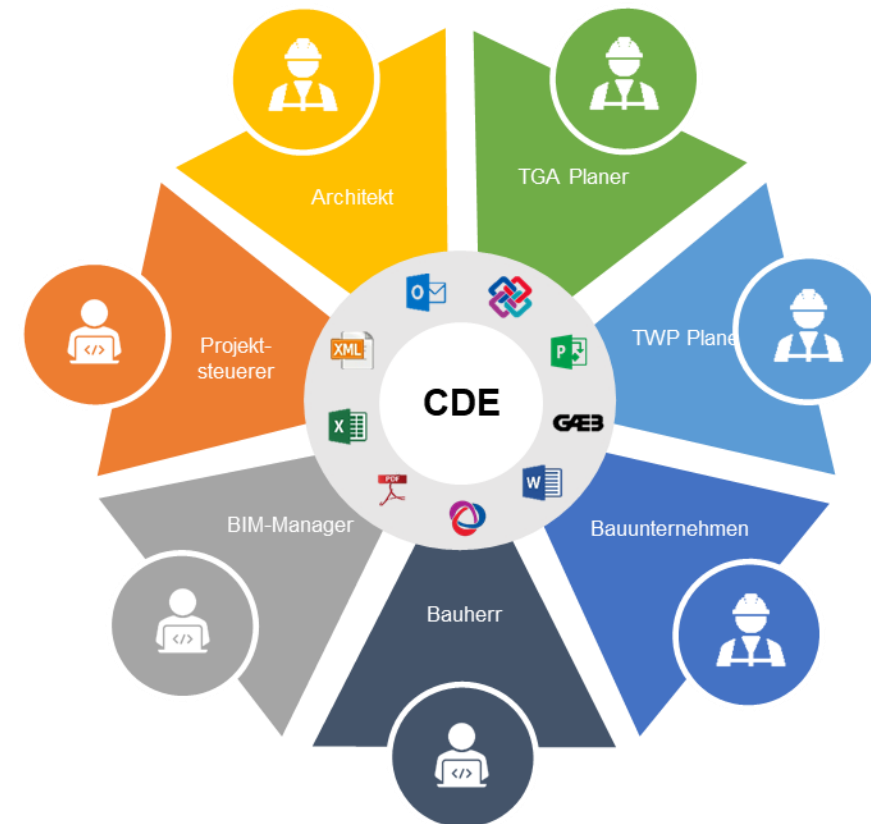 Architekt
TGA Planer
TWP Plane
Bauunternehmen
Bauherr
BIM-Manager
Projekt-
steuerer
CDE
O
P
GAEB
W
PDF
X
XML
</>
</>
</>